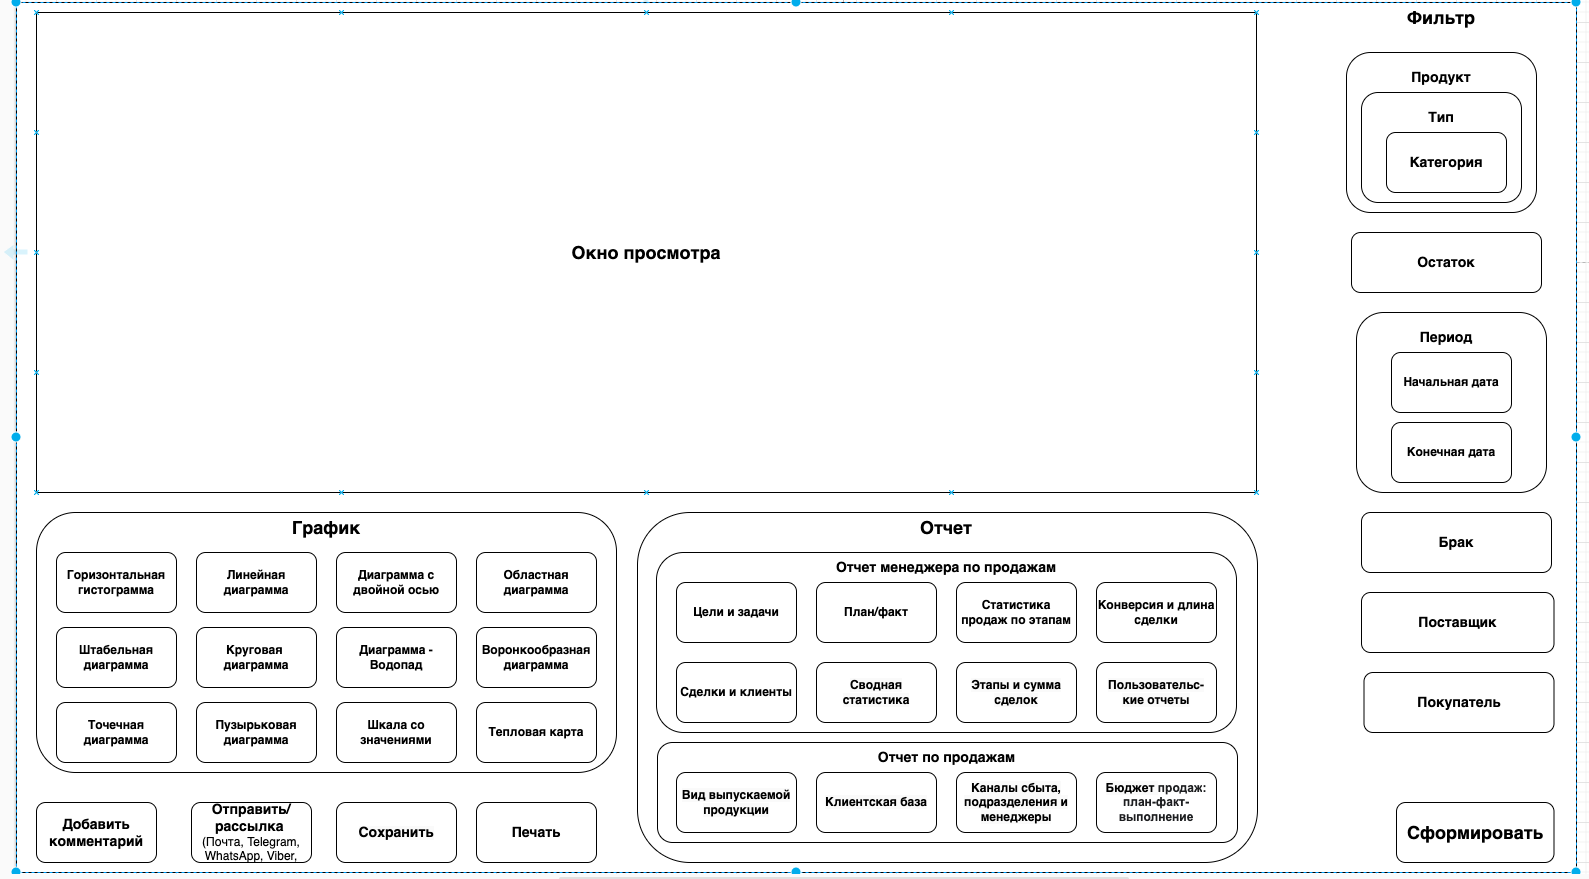 Окно просмотра
Фильтр
Продукт
Тип
Категория
Остаток
Период
Начальная дата
Конечная дата
Брак
Поставщик
Покупатель
Сформировать
График
Горизонтальная
гистограмма
Линейная
диаграмма
Диаграмма с
двойной осью
Областная
диаграмма
Штабельная
диаграмма
Круговая
диаграмма
Диаграмма -
Водопад
Воронкообразная
диаграмма
Точечная
диаграмма
Пузырьковая
диаграмма
Шкала со
значениями
Тепловая карта
Добавить
комментарий
Отправить/
рассылка
(Почта, Telegram,
WhatsApp, Viber,
Сохранить
Печать
Отчет
Отчет менеджера по продажам
Цели и задачи
План/факт
Статистика
продаж по этапам
Конверсия и длина
сделки
Сделки и клиенты
Сводная
статистика
Этапы и сумма
сделок
Пользовательс-
кие отчеты
Отчет по продажам
Вид выпускаемой
продукции
Клиентская база
Каналы сбыта,
подразделения и
менеджеры
Бюджет продаж:
план-факт-
выполнение